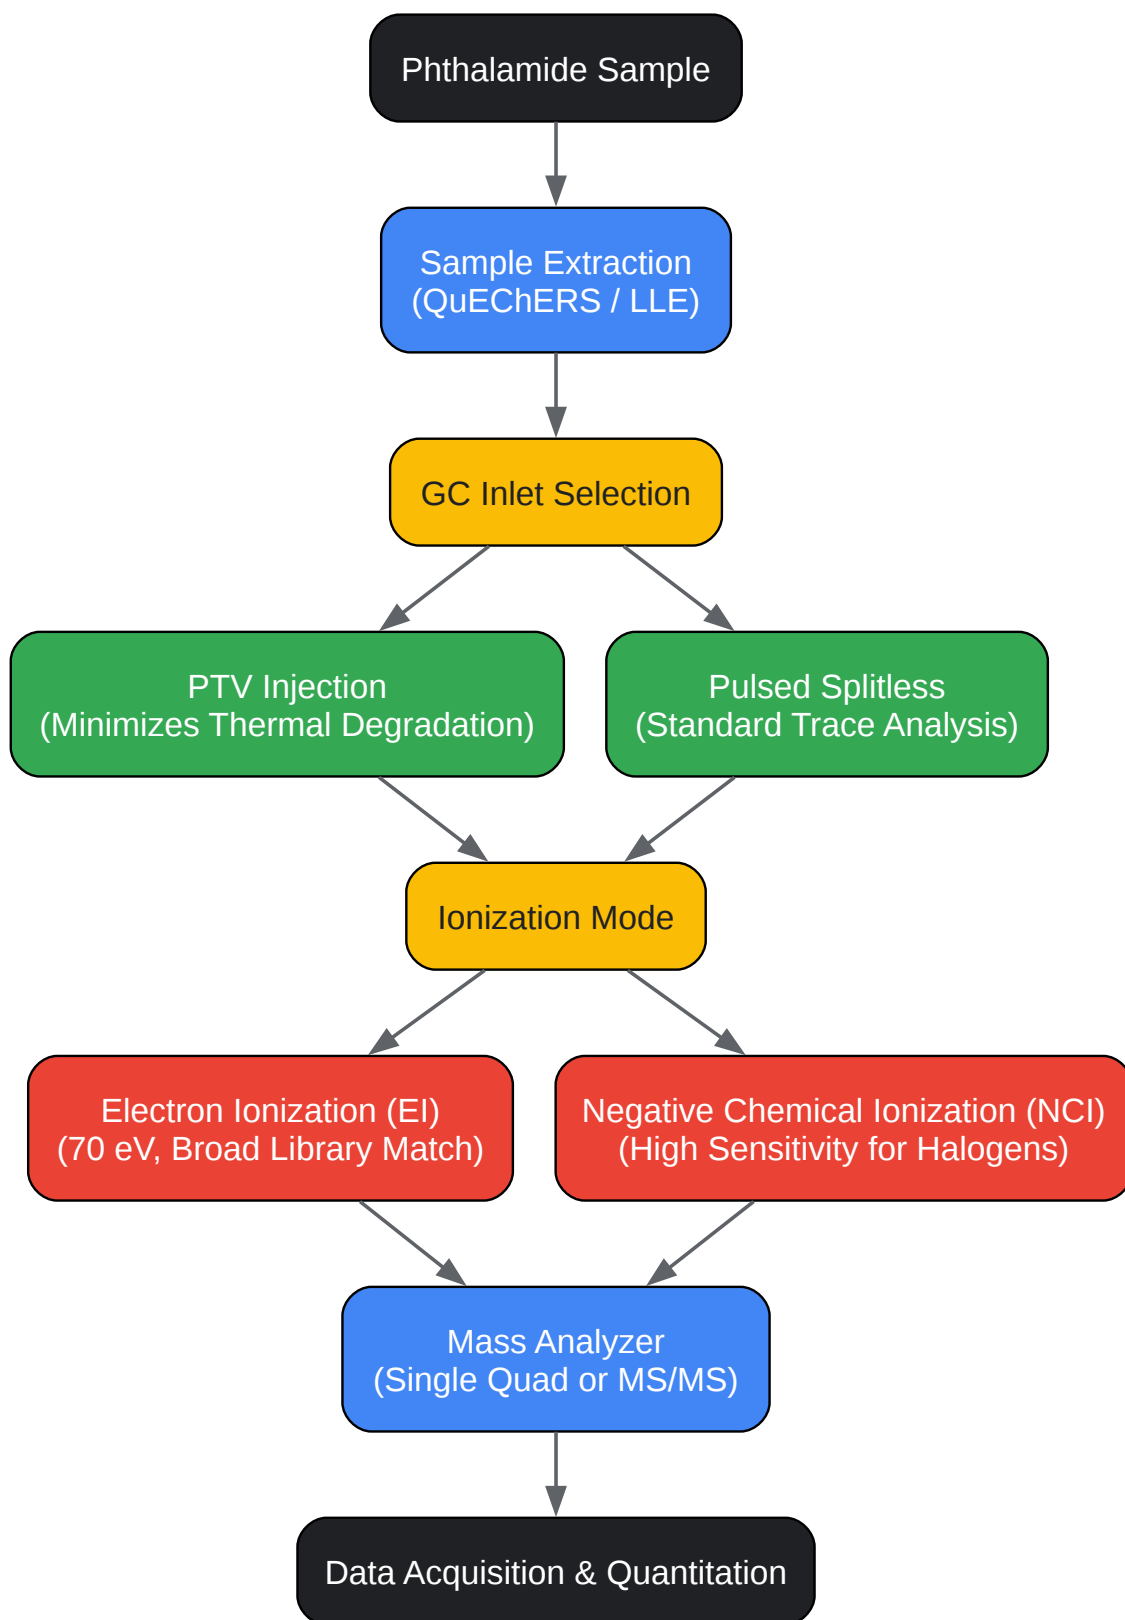 Phthalamide Sample
Sample Extraction
(QuEChERS / LLE)
GC Inlet Selection
PTV Injection
(Minimizes Thermal Degradation)
Pulsed Splitless
(Standard Trace Analysis)
Ionization Mode
Electron Ionization (EI)
(70 eV, Broad Library Match)
Negative Chemical Ionization (NCI)
(High Sensitivity for Halogens)
Mass Analyzer
(Single Quad or MS/MS)
Data Acquisition & Quantitation